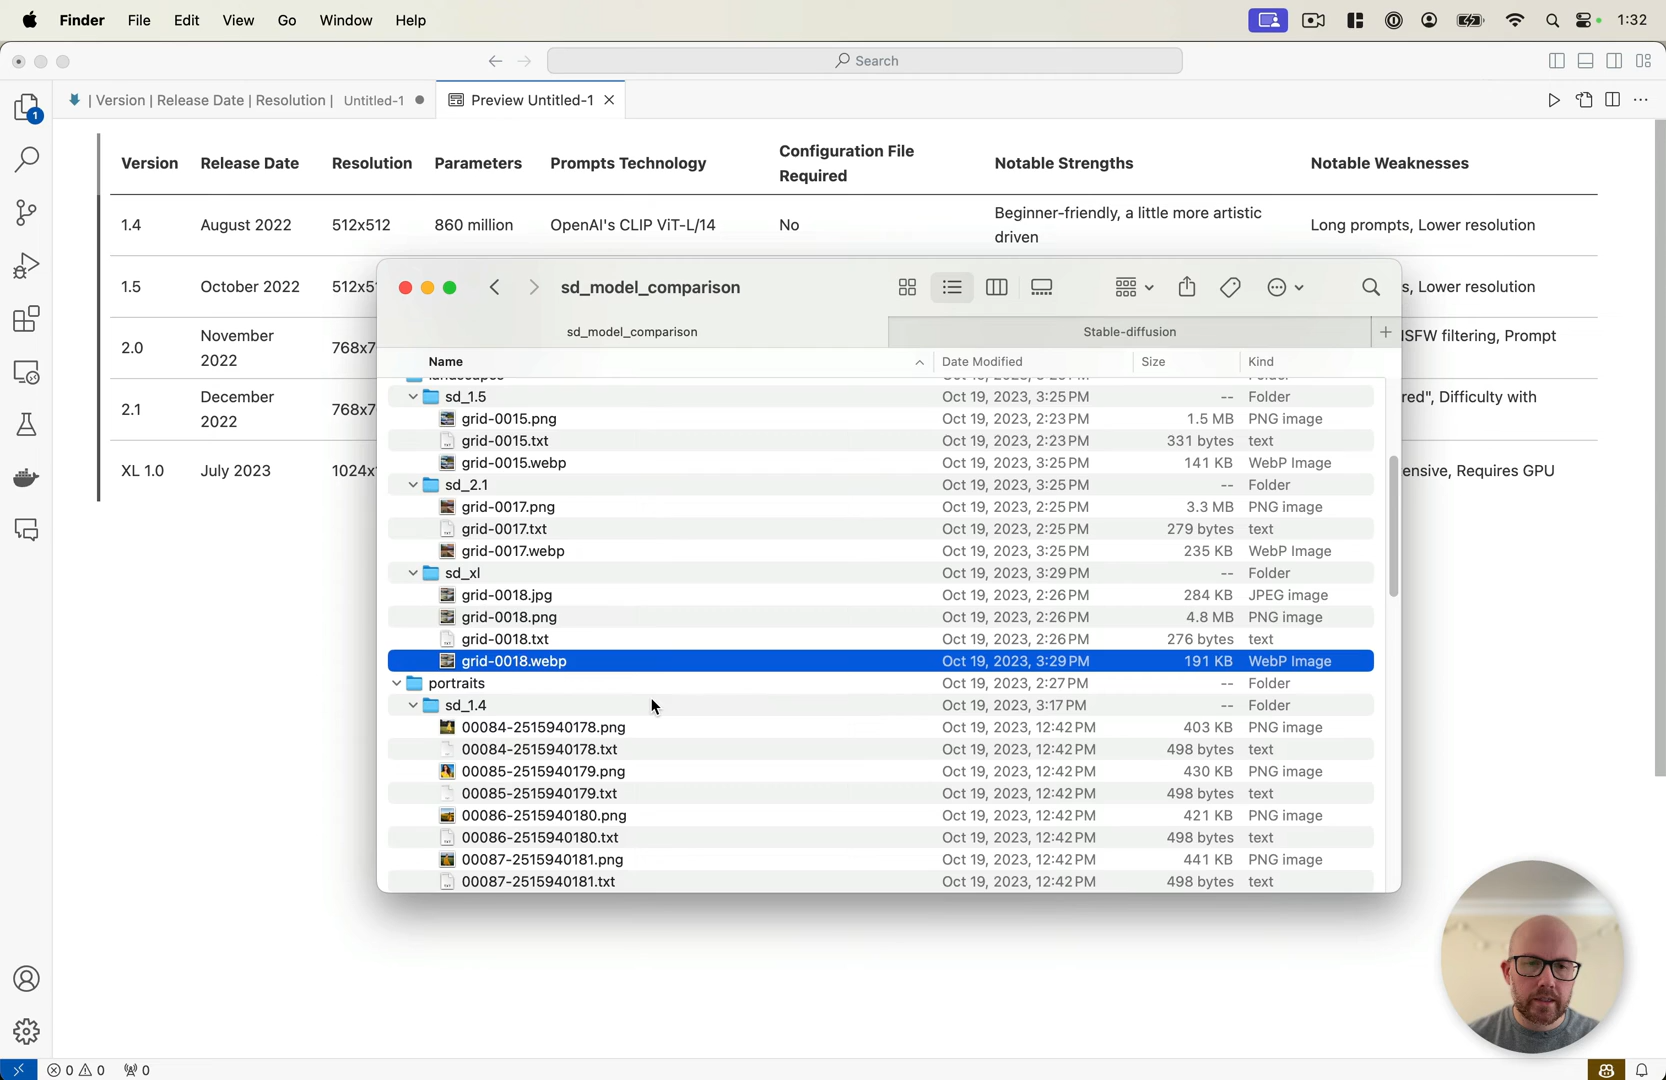 Finder File Edit View Go Window Help 1:32
Search
| Version | Release Date | Resolution | Untitled-1
Preview Untitled-1
1
Version Release Date Resolution Parameters Prompts Technology Configuration File Required Notable Strengths Notable Weaknesses
1.4 August 2022 512x512 860 million OpenAI's CLIP ViT-L/14 No Beginner-friendly, a little more artistic driven Long prompts, Lower resolution
1.5 October 2022 512x51 s, Lower resolution
2.0 November 2022 768x7 NSFW filtering, Prompt
2.1 December 2022 768x7 red", Difficulty with
XL 1.0 July 2023 1024x1 ensive, Requires GPU
sd_model_comparison
sd_model_comparison
Stable-diffusion
Name Date Modified Size Kind
sd_1.5 Oct 19, 2023, 3:25 PM -- Folder
grid-0015.png Oct 19, 2023, 2:23 PM 1.5 MB PNG image
grid-0015.txt Oct 19, 2023, 2:23 PM 331 bytes text
grid-0015.webp Oct 19, 2023, 3:25 PM 141 KB WebP Image
sd_2.1 Oct 19, 2023, 3:25 PM -- Folder
grid-0017.png Oct 19, 2023, 2:25 PM 3.3 MB PNG image
grid-0017.txt Oct 19, 2023, 2:25 PM 279 bytes text
grid-0017.webp Oct 19, 2023, 3:25 PM 235 KB WebP Image
sd_xl Oct 19, 2023, 3:29 PM -- Folder
grid-0018.jpg Oct 19, 2023, 2:26 PM 284 KB JPEG image
grid-0018.png Oct 19, 2023, 2:26 PM 4.8 MB PNG image
grid-0018.txt Oct 19, 2023, 2:26 PM 276 bytes text
grid-0018.webp Oct 19, 2023, 3:29 PM 191 KB WebP Image
portraits Oct 19, 2023, 2:27 PM -- Folder
sd_1.4 Oct 19, 2023, 3:17 PM -- Folder
00084-2515940178.png Oct 19, 2023, 12:42 PM 403 KB PNG image
00084-2515940178.txt Oct 19, 2023, 12:42 PM 498 bytes text
00085-2515940179.png Oct 19, 2023, 12:42 PM 430 KB PNG image
00085-2515940179.txt Oct 19, 2023, 12:42 PM 498 bytes text
00086-2515940180.png Oct 19, 2023, 12:42 PM 421 KB PNG image
00086-2515940180.txt Oct 19, 2023, 12:42 PM 498 bytes text
00087-2515940181.png Oct 19, 2023, 12:42 PM 441 KB PNG image
00087-2515940181.txt Oct 19, 2023, 12:42 PM 498 bytes text
0 0 0